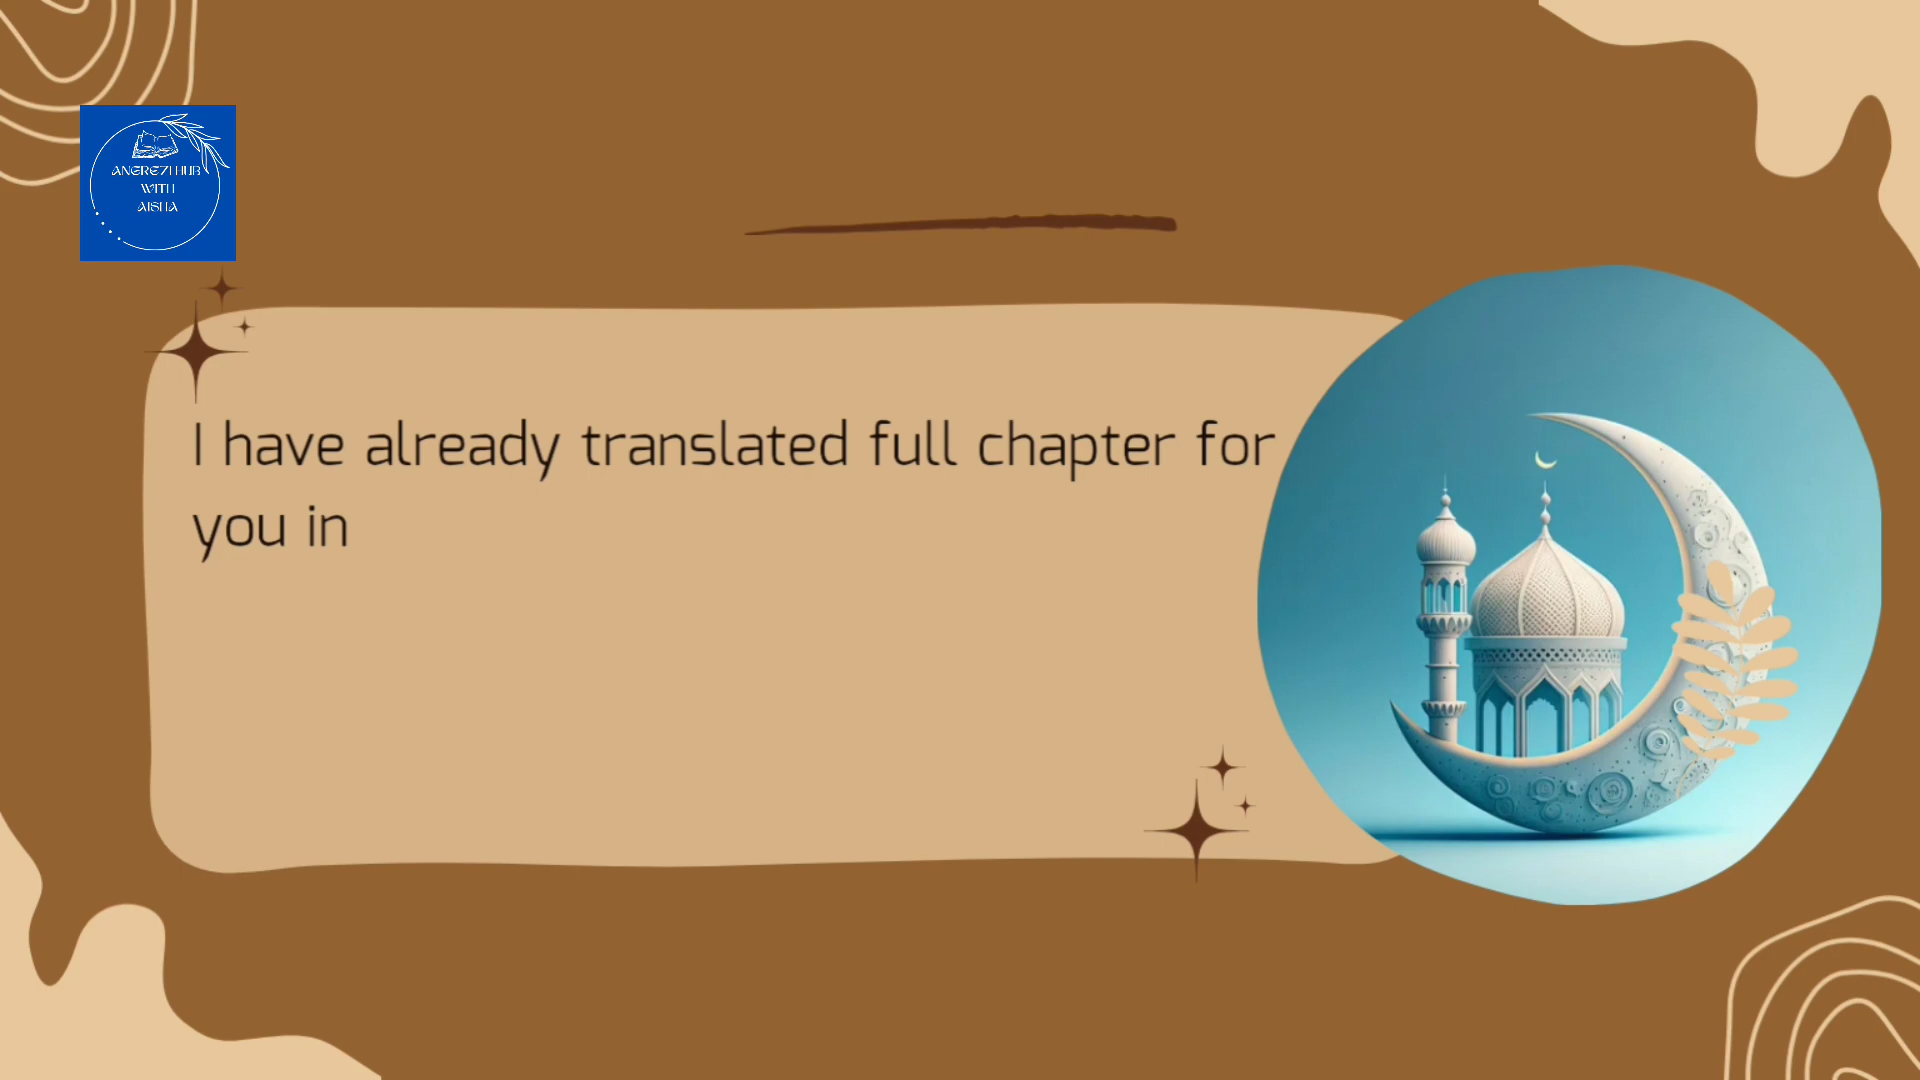 ANGREZI HUB
WITH
AISHA
I have already translated full chapter for
you in